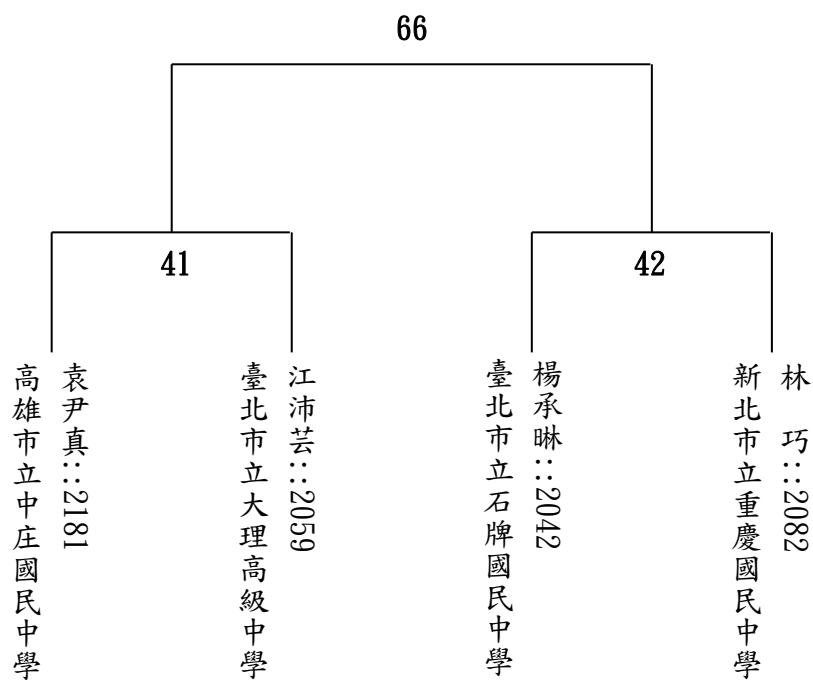 66
41
42
袁尹真::2181
高雄市立中庄國民中學
江沛芸::2059
臺北市立大理高級中學
楊承晽::2042
臺北市立石牌國民中學
林 巧::2082
新北市立重慶國民中學